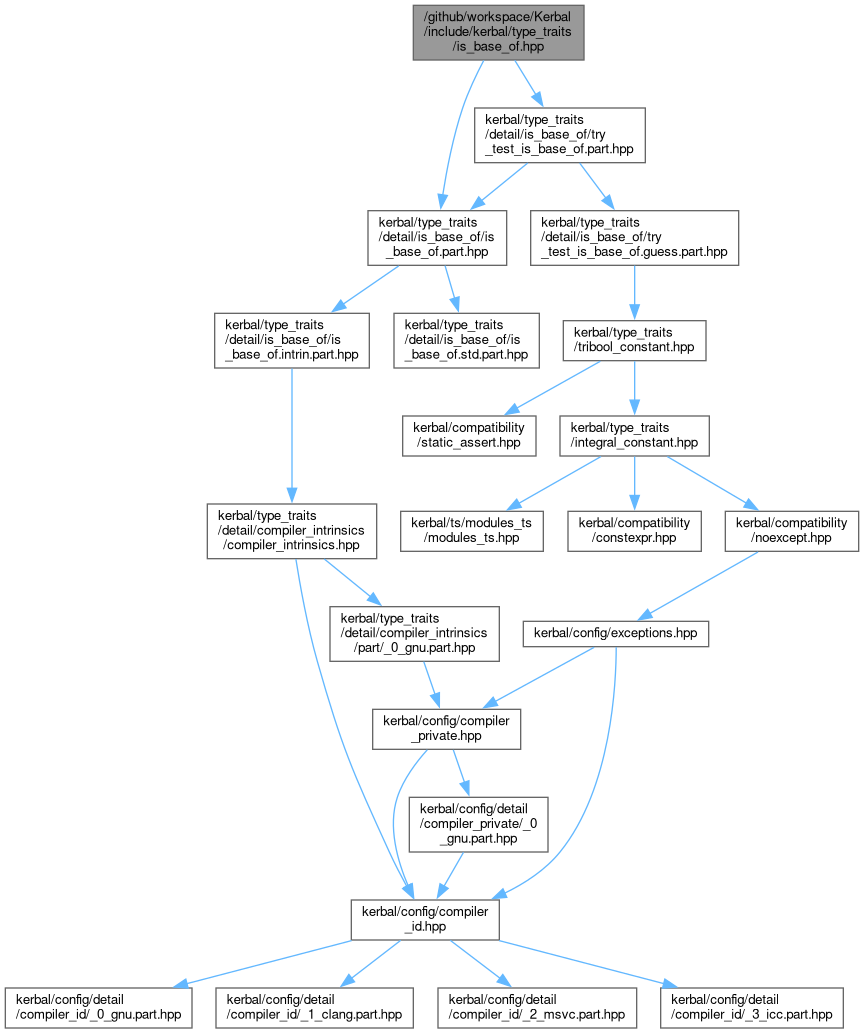 /github/workspace/Kerbal
/include/kerbal/type_traits
/is_base_of.hpp
kerbal/type_traits
/detail/is_base_of/try
_test_is_base_of.part.hpp
kerbal/type_traits
/detail/is_base_of/is
_base_of.part.hpp
kerbal/type_traits
/detail/is_base_of/try
_test_is_base_of.guess.part.hpp
kerbal/type_traits
/detail/is_base_of/is
_base_of.intrin.part.hpp
kerbal/type_traits
/detail/is_base_of/is
_base_of.std.part.hpp
kerbal/type_traits
/tribool_constant.hpp
kerbal/compatibility
/static_assert.hpp
kerbal/type_traits
/integral_constant.hpp
kerbal/type_traits
/detail/compiler_intrinsics
/compiler_intrinsics.hpp
kerbal/ts/modules_ts
/modules_ts.hpp
kerbal/compatibility
/constexpr.hpp
kerbal/compatibility
/noexcept.hpp
kerbal/type_traits
/detail/compiler_intrinsics
/part/_0_gnu.part.hpp
kerbal/config/exceptions.hpp
kerbal/config/compiler
_private.hpp
kerbal/config/detail
/compiler_private/_0
_gnu.part.hpp
kerbal/config/compiler
_id.hpp
kerbal/config/detail
/compiler_id/_0_gnu.part.hpp
kerbal/config/detail
/compiler_id/_1_clang.part.hpp
kerbal/config/detail
/compiler_id/_2_msvc.part.hpp
kerbal/config/detail
/compiler_id/_3_icc.part.hpp